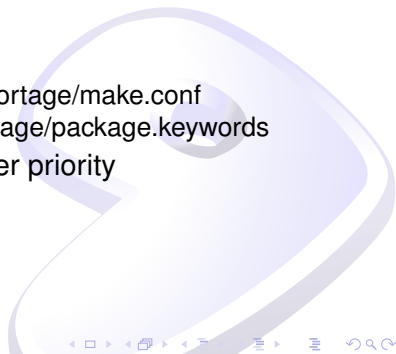 ortage/make.conf
age/package.keywords
er priority